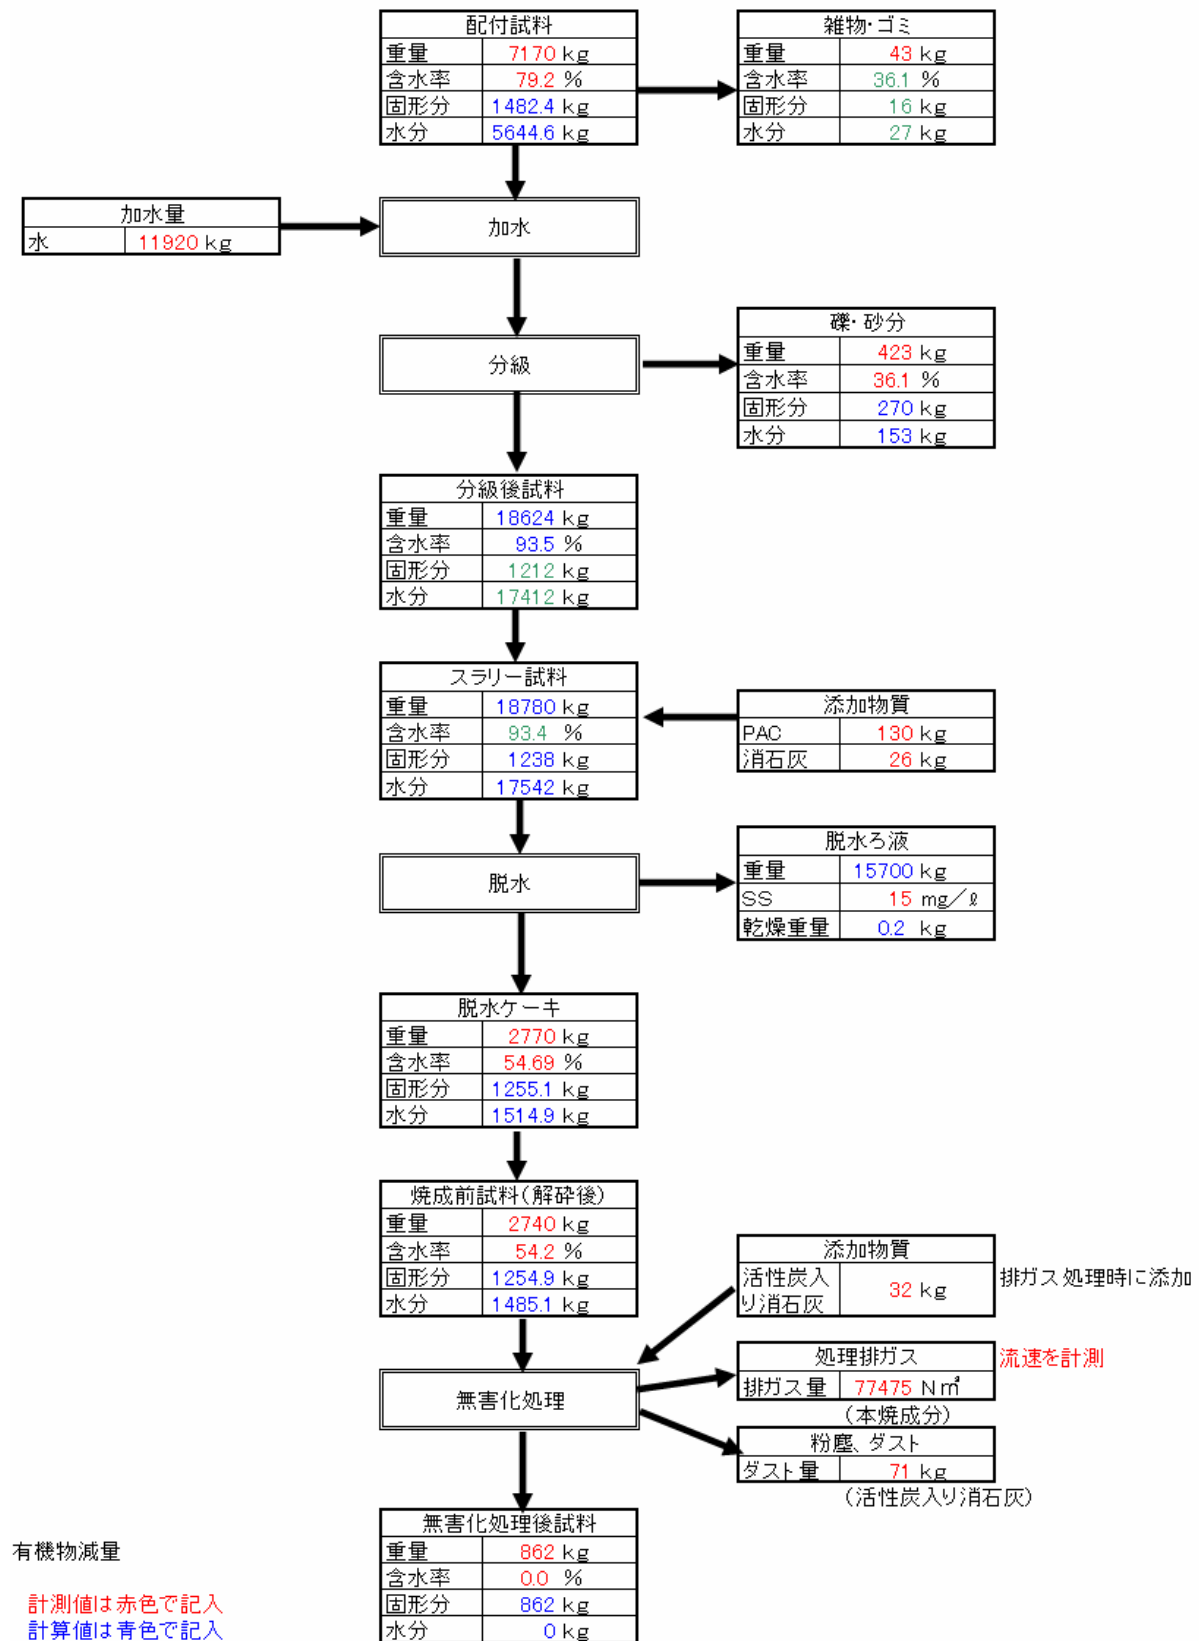 配付試料
重量 7170 kg
含水率 79.2 %
固形分 1482.4 kg
水分 5644.6 kg
雑物・ゴミ
重量 43 kg
含水率 36.1 %
固形分 16 kg
水分 27 kg
加水量
水 11920 kg
加水
分級
礫・砂分
重量 423 kg
含水率 36.1 %
固形分 270 kg
水分 153 kg
分級後試料
重量 18624 kg
含水率 93.5 %
固形分 1212 kg
水分 17412 kg
スラリー試料
重量 18780 kg
含水率 93.4 %
固形分 1238 kg
水分 17542 kg
添加物質
PAC 130 kg
消石灰 26 kg
脱水
脱水ろ液
重量 15700 kg
SS 15 mg／ℓ
乾燥重量 0.2 kg
脱水ケーキ
重量 2770 kg
含水率 54.69 %
固形分 1255.1 kg
水分 1514.9 kg
焼成前試料(解砕後)
重量 2740 kg
含水率 54.2 %
固形分 1254.9 kg
水分 1485.1 kg
添加物質
活性炭入
り消石灰 32 kg
排ガス処理時に添加
無害化処理
処理排ガス
排ガス量 77475 N㎥
流速を計測
(本焼成分)
粉塵、ダスト
ダスト量 71 kg
(活性炭入り消石灰)
無害化処理後試料
重量 862 kg
含水率 0.0 %
固形分 862 kg
水分 0 kg
有機物減量
計測値は赤色で記入
計算値は青色で記入